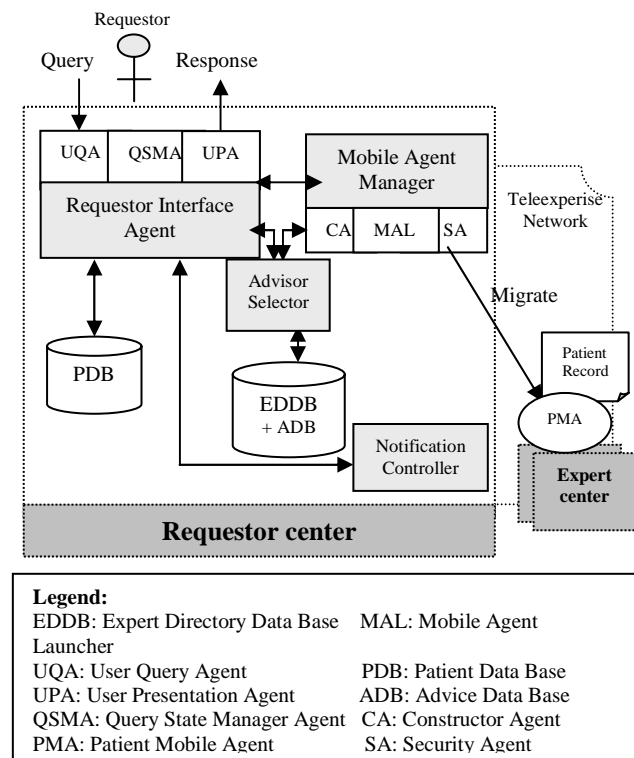 Requestor
Query
Response
UQA
QSMA
UPA
Requestor Interface
Agent
Mobile Agent
Manager
CA
MAL
SA
Teleexperise
Network
Advisor
Selector
Migrate
PDB
EDDB
+ ADB
Patient
Record
PMA
Notification
Controller
Expert
center
Requestor center
Legend:
EDDB: Expert Directory Data Base MAL: Mobile Agent
Launcher
UQA: User Query Agent PDB: Patient Data Base
UPA: User Presentation Agent ADB: Advice Data Base
QSMA: Query State Manager Agent CA: Constructor Agent
PMA: Patient Mobile Agent SA: Security Agent